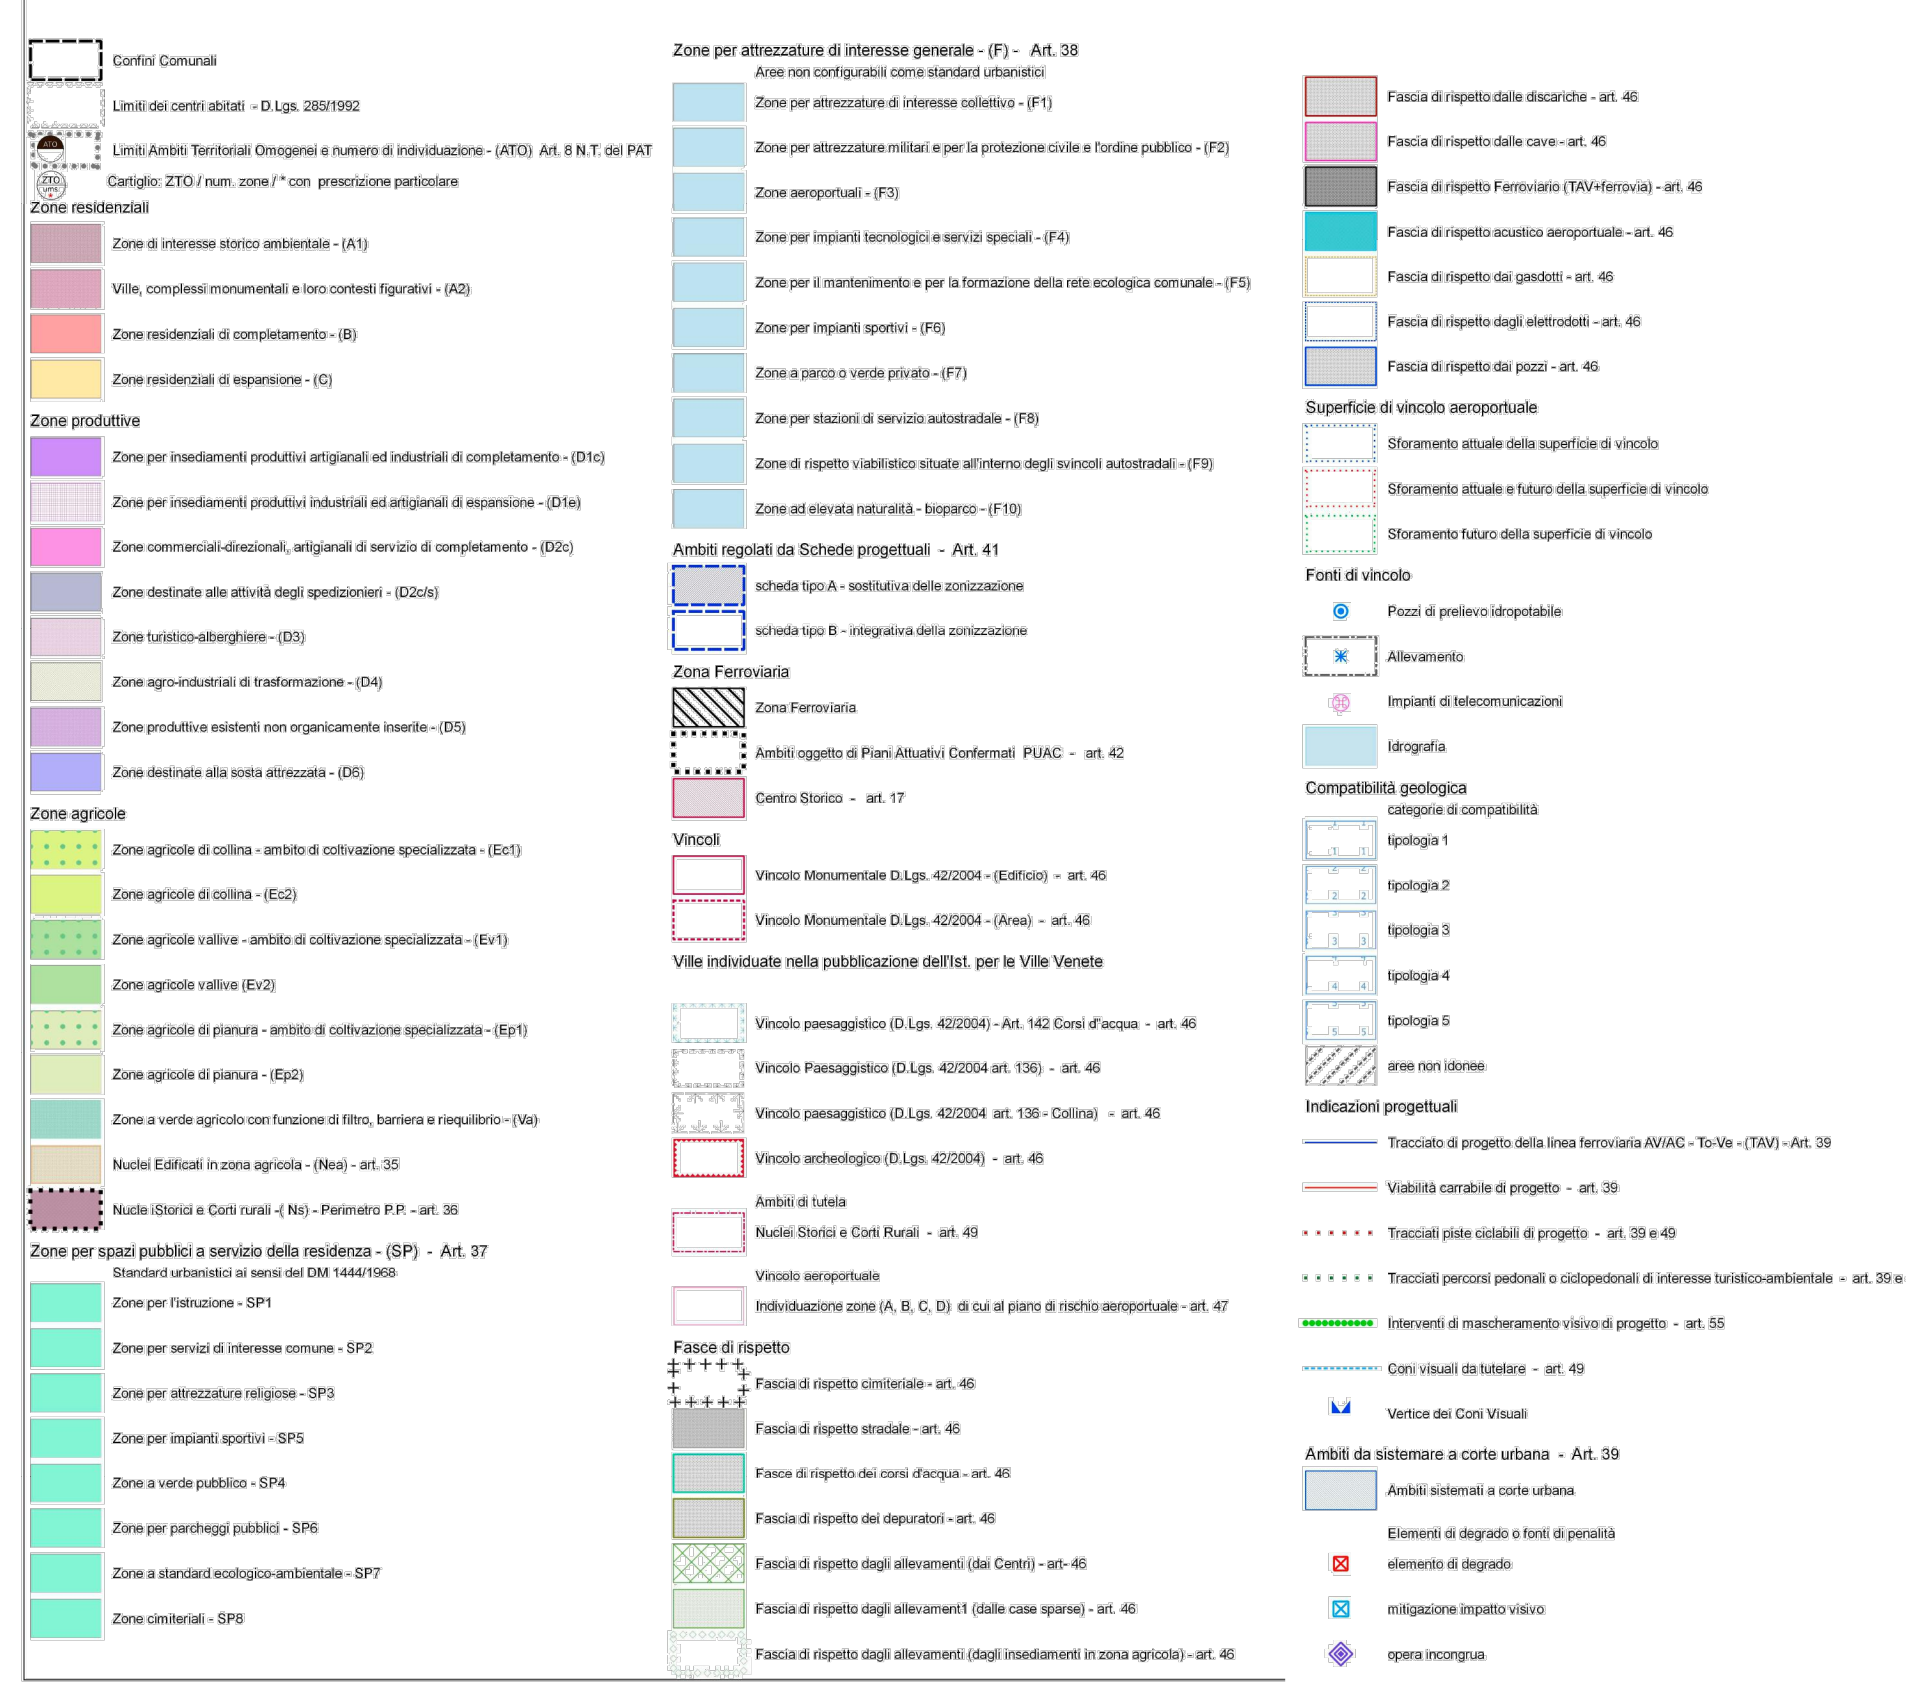 Confini Comunali
Limiti dei centri abitati - D.Lgs. 285/1992
ATO
Limiti Ambiti Territoriali Omogenei e numero di individuazione - (ATO) Art. 8 N.T. del PAT
ZTO
ums
*
Cartiglio: ZTO / num. zone / * con prescrizione particolare
Zone residenziali
Zone di interesse storico ambientale - (A1)
Ville, complessi monumentali e loro contesti figurativi - (A2)
Zone residenziali di completamento - (B)
Zone residenziali di espansione - (C)
Zone produttive
Zone per insediamenti produttivi artigianali ed industriali di completamento - (D1c)
Zone per insediamenti produttivi industriali ed artigianali di espansione - (D1e)
Zone commerciali-direzionali, artigianali di servizio di completamento - (D2c)
Zone destinate alle attività degli spedizionieri - (D2c/s)
Zone turistico-alberghiere - (D3)
Zone agro-industriali di trasformazione - (D4)
Zone produttive esistenti non organicamente inserite - (D5)
Zone destinate alla sosta attrezzata - (D6)
Zone agricole
Zone agricole di collina - ambito di coltivazione specializzata - (Ec1)
Zone agricole di collina - (Ec2)
Zone agricole vallive - ambito di coltivazione specializzata - (Ev1)
Zone agricole vallive (Ev2)
Zone agricole di pianura - ambito di coltivazione specializzata - (Ep1)
Zone agricole di pianura - (Ep2)
Zone a verde agricolo con funzione di filtro, barriera e riequilibrio - (Va)
Nuclei Edificati in zona agricola - (Nea) - art. 35
Nucle iStorici e Corti rurali -( Ns) - Perimetro P.P. - art. 36
Zone per spazi pubblici a servizio della residenza - (SP) - Art. 37
Standard urbanistici ai sensi del DM 1444/1968
Zone per l'istruzione - SP1
Zone per servizi di interesse comune - SP2
Zone per attrezzature religiose - SP3
Zone per impianti sportivi - SP5
Zone a verde pubblico - SP4
Zone per parcheggi pubblici - SP6
Zone a standard ecologico-ambientale - SP7
Zone cimiteriali - SP8
Zone per attrezzature di interesse generale - (F) - Art. 38
Aree non configurabili come standard urbanistici
Zone per attrezzature di interesse collettivo - (F1)
Zone per attrezzature militari e per la protezione civile e l'ordine pubblico - (F2)
Zone aeroportuali - (F3)
Zone per impianti tecnologici e servizi speciali - (F4)
Zone per il mantenimento e per la formazione della rete ecologica comunale - (F5)
Zone per impianti sportivi - (F6)
Zone a parco o verde privato - (F7)
Zone per stazioni di servizio autostradale - (F8)
Zone di rispetto viabilistico situate all'interno degli svincoli autostradali - (F9)
Zone ad elevata naturalità - bioparco - (F10)
Ambiti regolati da Schede progettuali - Art. 41
scheda tipo A - sostitutiva delle zonizzazione
scheda tipo B - integrativa della zonizzazione
Zona Ferroviaria
Zona Ferroviaria
Ambiti oggetto di Piani Attuativi Confermati PUAC - art. 42
Centro Storico - art. 17
Vincoli
Vincolo Monumentale D.Lgs. 42/2004 - (Edificio) - art. 46
Vincolo Monumentale D.Lgs. 42/2004 - (Area) - art. 46
Ville individuate nella pubblicazione dell'Ist. per le Ville Venete
Vincolo paesaggistico (D.Lgs. 42/2004) - Art. 142 Corsi d"acqua - art. 46
Vincolo Paesaggistico (D.Lgs. 42/2004 art. 136) - art. 46
Vincolo paesaggistico (D.Lgs. 42/2004 art. 136 - Collina) - art. 46
Vincolo archeologico (D.Lgs. 42/2004) - art. 46
Ambiti di tutela
Nuclei Storici e Corti Rurali - art. 49
Vincolo aeroportuale
Individuazione zone (A, B, C, D) di cui al piano di rischio aeroportuale - art. 47
Fasce di rispetto
Fascia di rispetto cimiteriale - art. 46
Fascia di rispetto stradale - art. 46
Fasce di rispetto dei corsi d'acqua - art. 46
Fascia di rispetto dei depuratori - art. 46
Fascia di rispetto dagli allevamenti (dai Centri) - art- 46
Fascia di rispetto dagli allevament1 (dalle case sparse) - art. 46
Fascia di rispetto dagli allevamenti (dagli insediamenti in zona agricola) - art. 46
Fascia di rispetto dalle discariche - art. 46
Fascia di rispetto dalle cave - art. 46
Fascia di rispetto Ferroviario (TAV+ferrovia) - art. 46
Fascia di rispetto acustico aeroportuale - art. 46
Fascia di rispetto dai gasdotti - art. 46
Fascia di rispetto dagli elettrodotti - art. 46
Fascia di rispetto dai pozzi - art. 46
Superficie di vincolo aeroportuale
Sforamento attuale della superficie di vincolo
Sforamento attuale e futuro della superficie di vincolo
Sforamento futuro della superficie di vincolo
Fonti di vincolo
Pozzi di prelievo idropotabile
Allevamento
Impianti di telecomunicazioni
Idrografia
Compatibilità geologica
categorie di compatibilità
1 1
tipologia 1
2 2
tipologia 2
3 3
tipologia 3
4 4
tipologia 4
5 5
tipologia 5
aree non idonee
Indicazioni progettuali
Tracciato di progetto della linea ferroviaria AV/AC - To-Ve - (TAV) - Art. 39
Viabilità carrabile di progetto - art. 39
Tracciati piste ciclabili di progetto - art. 39 e 49
Tracciati percorsi pedonali o ciclopedonali di interesse turistico-ambientale - art. 39 e
Interventi di mascheramento visivo di progetto - art. 55
Coni visuali da tutelare - art. 49
Vertice dei Coni Visuali
Ambiti da sistemare a corte urbana - Art. 39
Ambiti sistemati a corte urbana
Elementi di degrado o fonti di penalità
elemento di degrado
mitigazione impatto visivo
opera incongrua